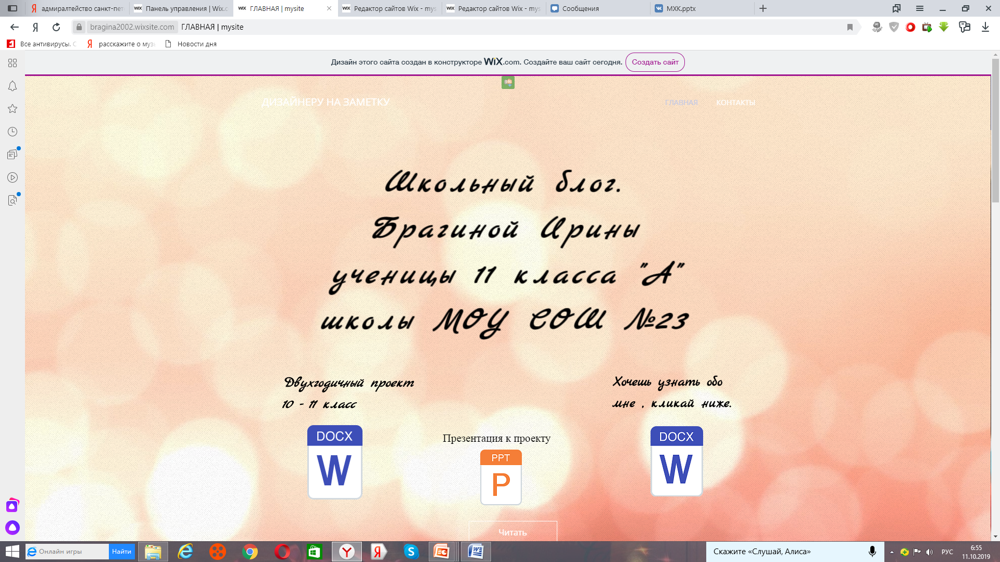 адмиралтейство санкт-пет
Панель управления | Wix.c
ГЛАВНАЯ | mysite
Редактор сайтов Wix - mys
Редактор сайтов Wix - mys
Сообщения
МХК.pptx
bragina2002.wixsite.com ГЛАВНАЯ | mysite
Все антивирусы. С
расскажите о музы
Новости дня
Дизайн этого сайта создан в конструкторе WiX.com. Создайте ваш сайт сегодня.
Создать сайт
ДИЗАЙНЕРУ НА ЗАМЕТКУ
ГЛАВНАЯ
КОНТАКТЫ
Школьный блог.
Брагиной Ирины
ученицы 11 класса "А"
школы МОУ СОШ №23
Двухгодичный проект
10 - 11 класс
Хочешь узнать обо
мне , кликай ниже.
DOCX
W
Презентация к проекту
PPT
P
DOCX
W
Читать
Онлайн игры
Найти
Скажите «Слушай, Алиса»
РУС
6:55
11.10.2019